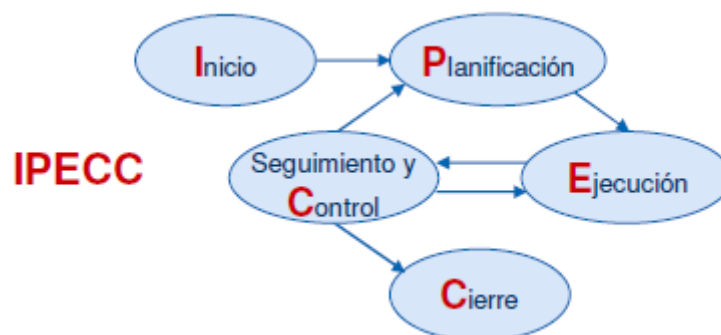 Inicio
Planificación
IPECC
Seguimiento y
Control
Ejecución
Cierre